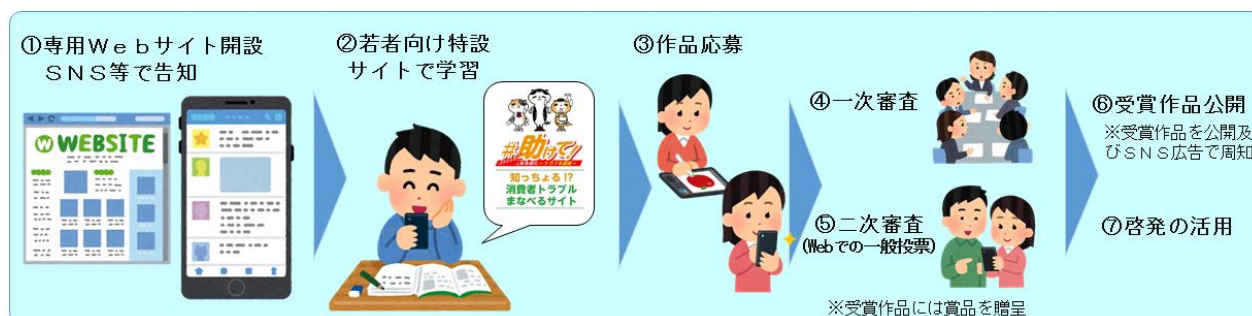 ①専用Ｗｅｂサイト開設
ＳＮＳ等で告知
WEBSITE
②若者向け特設
サイトで学習
助けて!
知っちょる!?
消費者トラブル
まなべるサイト
③作品応募
④一次審査
⑤二次審査
(Webでの一般投票)
※受賞作品には賞品を贈呈
⑥受賞作品公開
※受賞作品を公開及
びＳＮＳ広告で周知
⑦啓発の活用